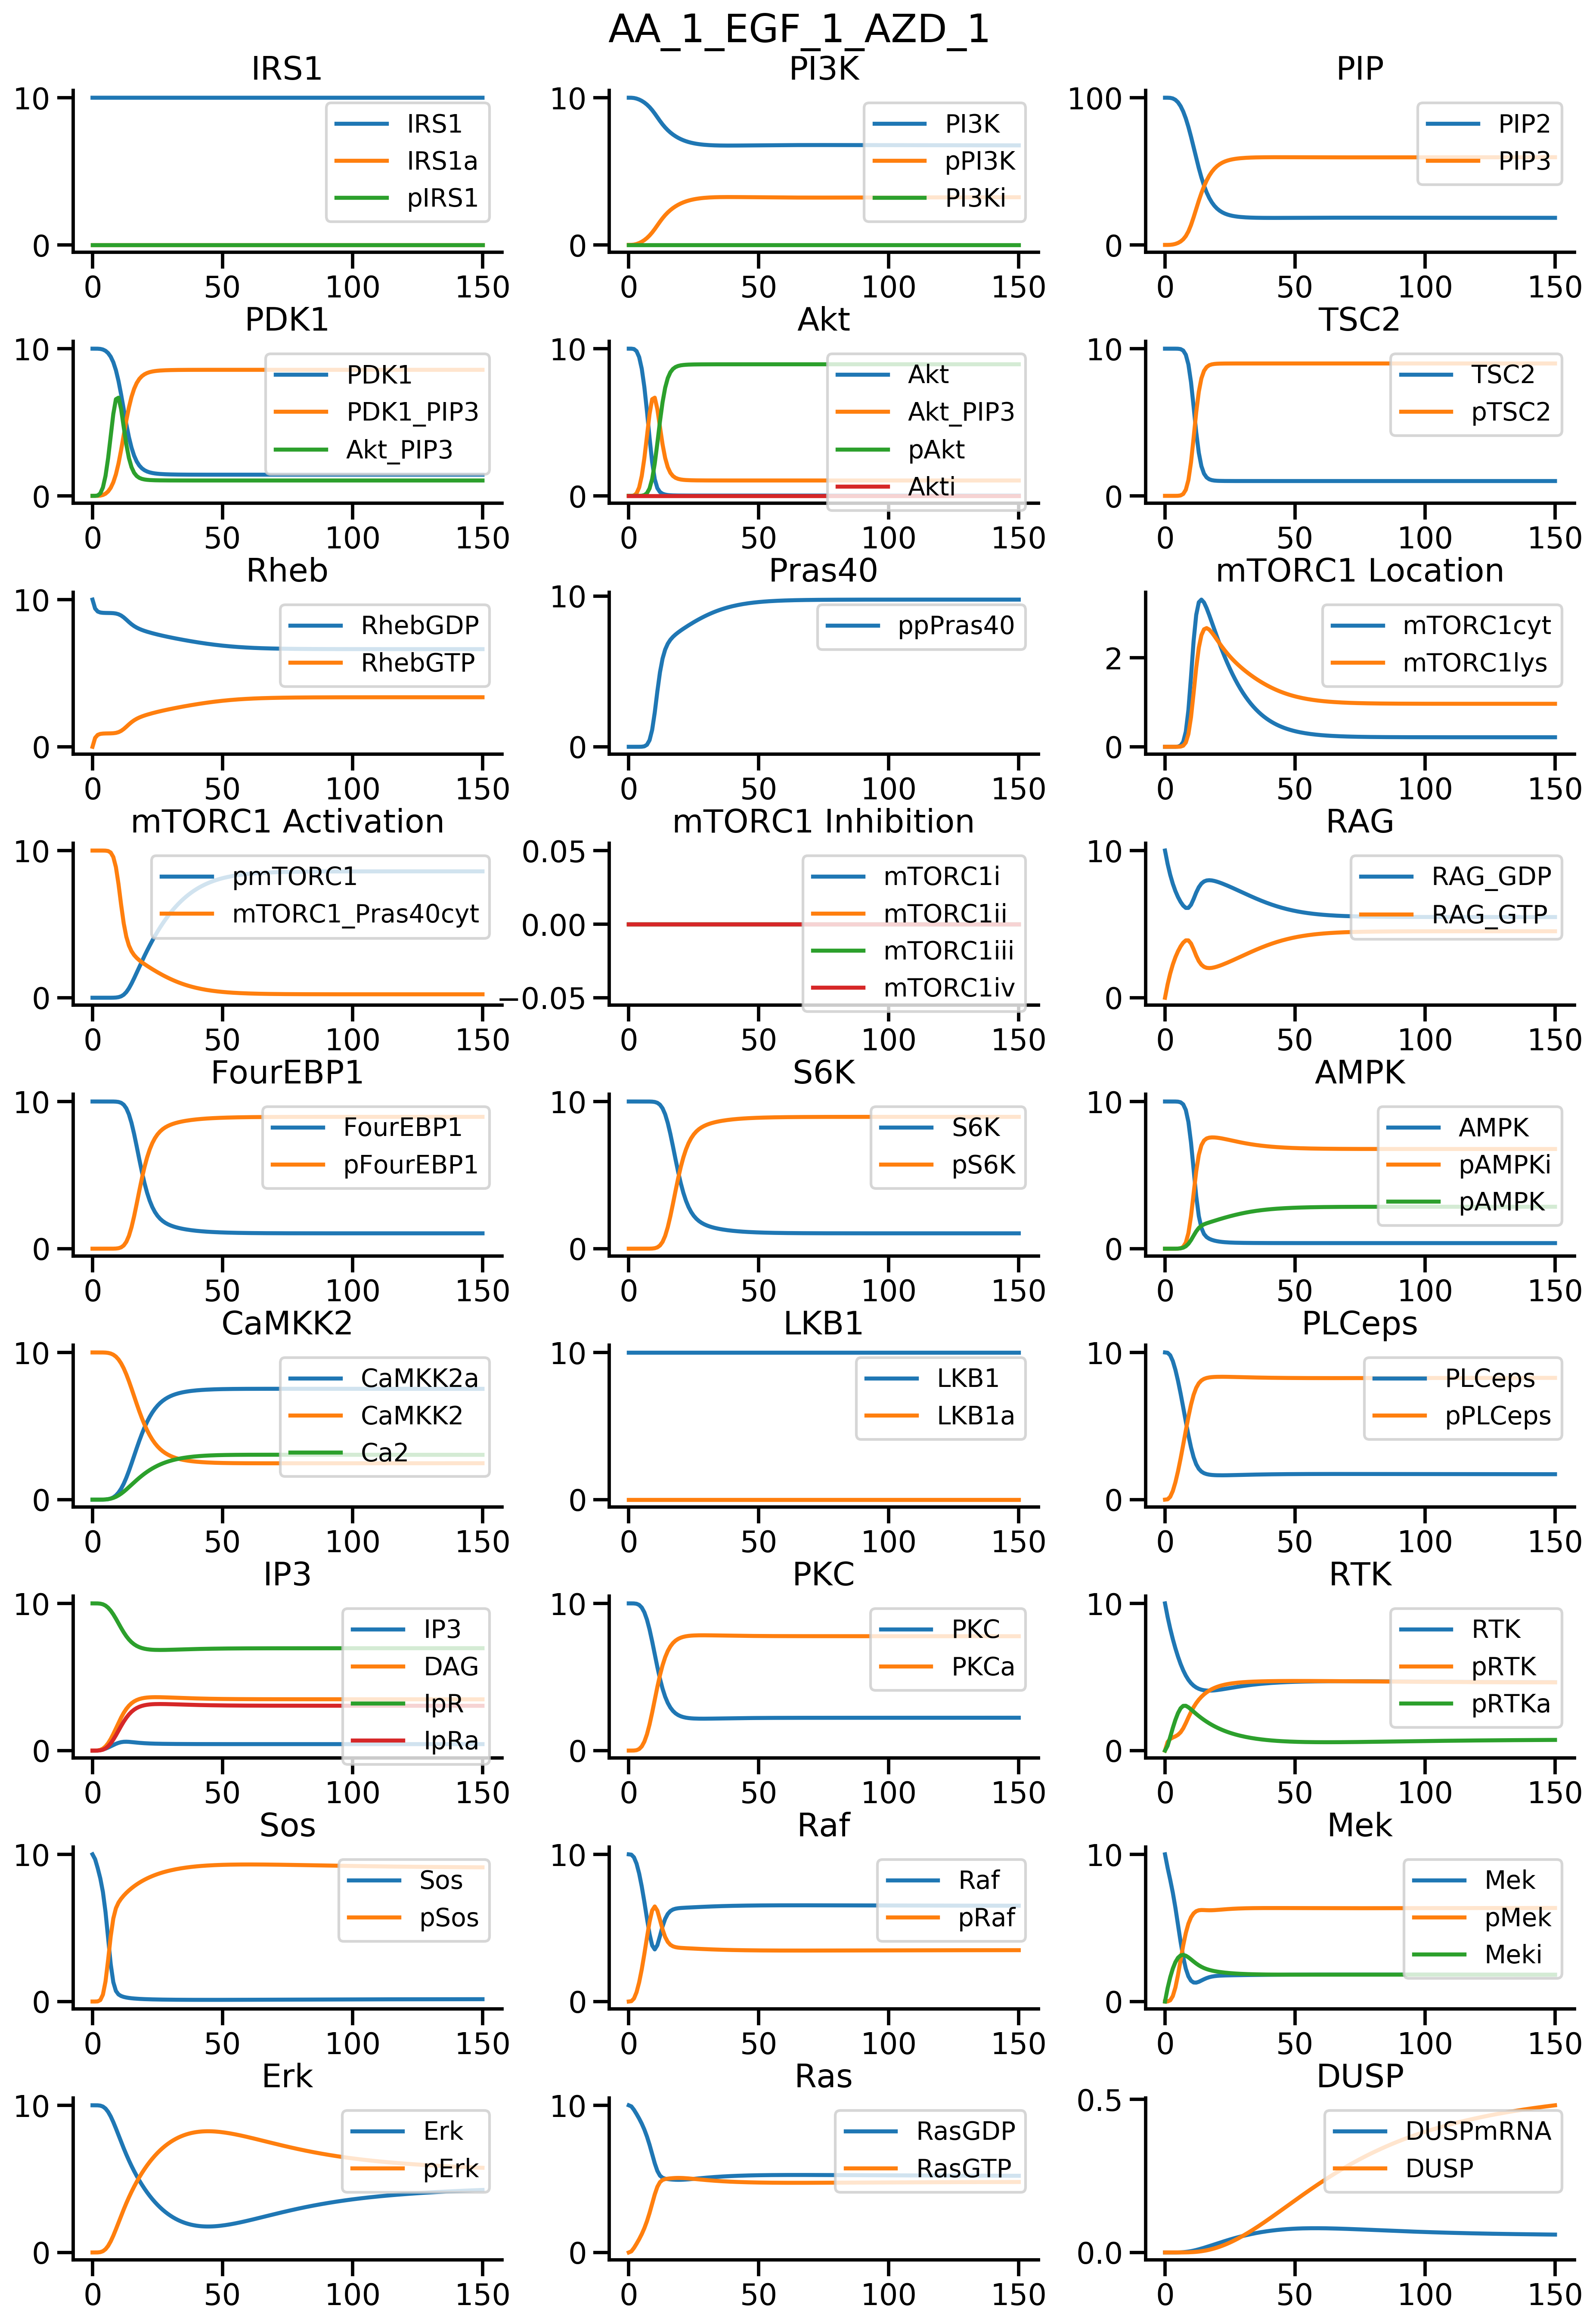 AA_1_EGF_1_AZD_1
IRS1
10
0
0 50 100 150
IRS1
IRS1a
pIRS1
PI3K
10
0
0 50 100 150
PI3K
pPI3K
PI3Ki
PIP
100
0
0 50 100 150
PIP2
PIP3
PDK1
10
0
0 50 100 150
PDK1
PDK1_PIP3
Akt_PIP3
Akt
10
0
0 50 100 150
Akt
Akt_PIP3
pAkt
Akti
TSC2
10
0
0 50 100 150
TSC2
pTSC2
Rheb
10
0
0 50 100 150
RhebGDP
RhebGTP
Pras40
10
0
0 50 100 150
ppPras40
mTORC1 Location
2
0
0 50 100 150
mTORC1cyt
mTORC1lys
mTORC1 Activation
10
0
0 50 100 150
pmTORC1
mTORC1_Pras40cyt
mTORC1 Inhibition
0.05
0.00
−0.05
0 50 100 150
mTORC1i
mTORC1ii
mTORC1iii
mTORC1iv
RAG
10
0
0 50 100 150
RAG_GDP
RAG_GTP
FourEBP1
10
0
0 50 100 150
FourEBP1
pFourEBP1
S6K
10
0
0 50 100 150
S6K
pS6K
AMPK
10
0
0 50 100 150
AMPK
pAMPKi
pAMPK
CaMKK2
10
0
0 50 100 150
CaMKK2a
CaMKK2
Ca2
LKB1
10
0
0 50 100 150
LKB1
LKB1a
PLCeps
10
0
0 50 100 150
PLCeps
pPLCeps
IP3
10
0
0 50 100 150
IP3
DAG
IpR
IpRa
PKC
10
0
0 50 100 150
PKC
PKCa
RTK
10
0
0 50 100 150
RTK
pRTK
pRTKa
Sos
10
0
0 50 100 150
Sos
pSos
Raf
10
0
0 50 100 150
Raf
pRaf
Mek
10
0
0 50 100 150
Mek
pMek
Meki
Erk
10
0
0 50 100 150
Erk
pErk
Ras
10
0
0 50 100 150
RasGDP
RasGTP
DUSP
0.5
0.0
0 50 100 150
DUSPmRNA
DUSP